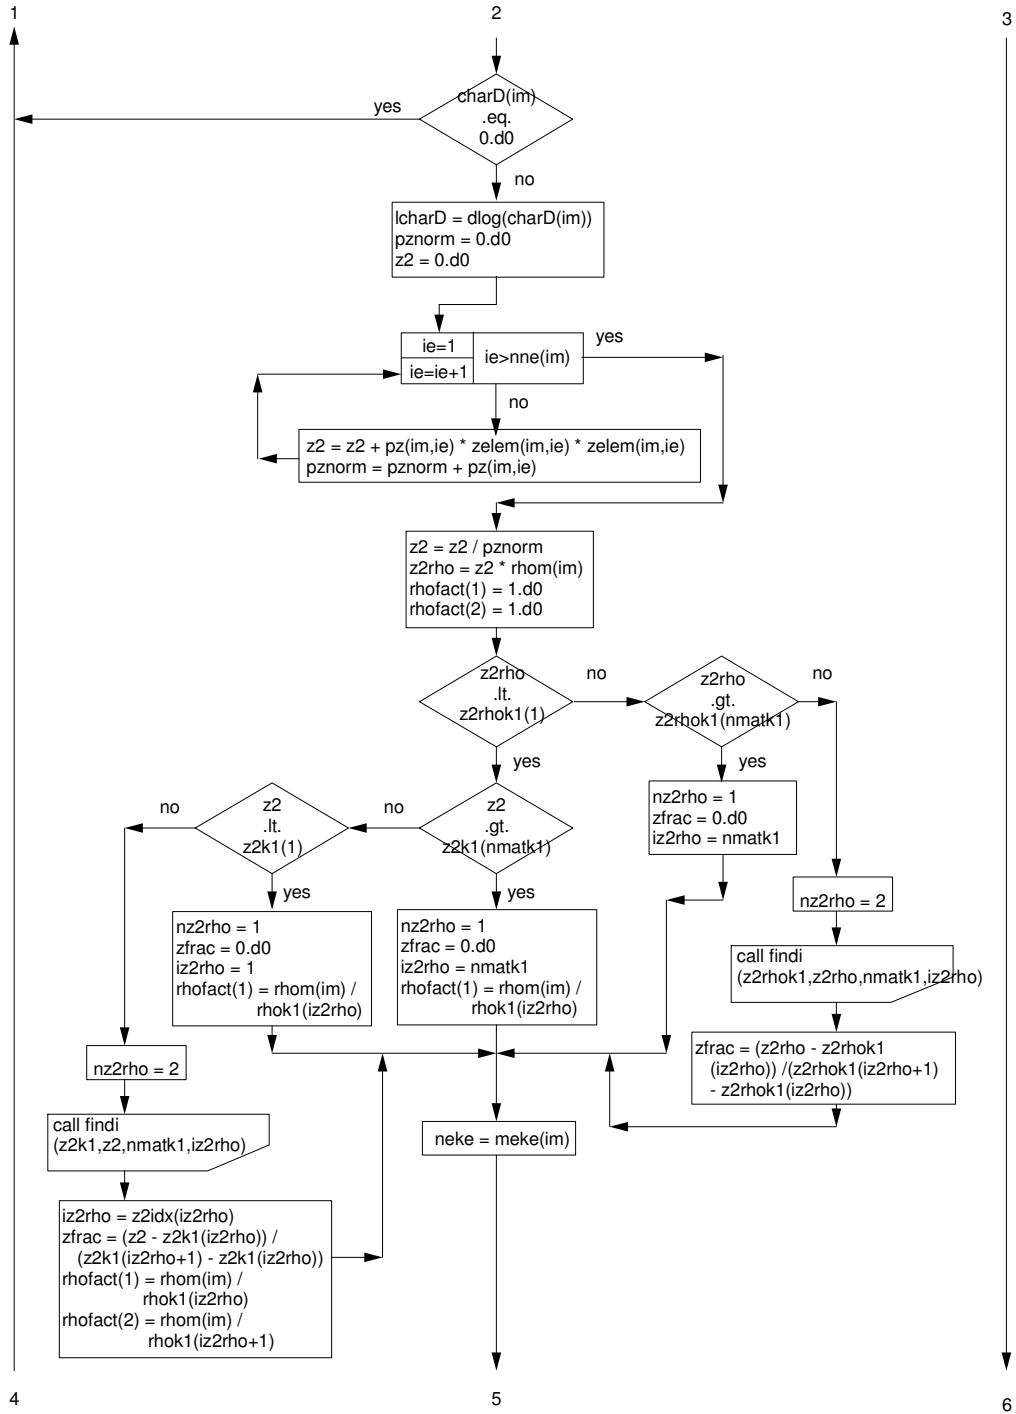 1
2
3
charD(im)
.eq.
0.d0
yes
no
lcharD = dlog(charD(im))
pznorm = 0.d0
z2 = 0.d0
ie=1
ie=ie+1
ie>nne(im)
yes
no
z2 = z2 + pz(im,ie) * zelem(im,ie) * zelem(im,ie)
pznorm = pznorm + pz(im,ie)
z2 = z2 / pznorm
z2rho = z2 * rhom(im)
rhofact(1) = 1.d0
rhofact(2) = 1.d0
z2rho
.lt.
z2rhok1(1)
no
yes
z2rho
.gt.
z2rhok1(nmatk1)
no
yes
nz2rho = 1
zfrac = 0.d0
iz2rho = nmatk1
z2
.gt.
z2k1(nmatk1)
no
yes
z2
.lt.
z2k1(1)
no
yes
nz2rho = 1
zfrac = 0.d0
iz2rho = 1
rhofact(1) = rhom(im) /
rhok1(iz2rho)
nz2rho = 1
zfrac = 0.d0
iz2rho = nmatk1
rhofact(1) = rhom(im) /
rhok1(iz2rho)
nz2rho = 2
call findi
(z2rhok1,z2rho,nmatk1,iz2rho)
zfrac = (z2rho - z2rhok1
(iz2rho)) /(z2rhok1(iz2rho+1)
- z2rhok1(iz2rho))
nz2rho = 2
call findi
(z2k1,z2,nmatk1,iz2rho)
neke = meke(im)
iz2rho = z2idx(iz2rho)
zfrac = (z2 - z2k1(iz2rho)) /
(z2k1(iz2rho+1) - z2k1(iz2rho))
rhofact(1) = rhom(im) /
rhok1(iz2rho)
rhofact(2) = rhom(im) /
rhok1(iz2rho+1)
4
5
6